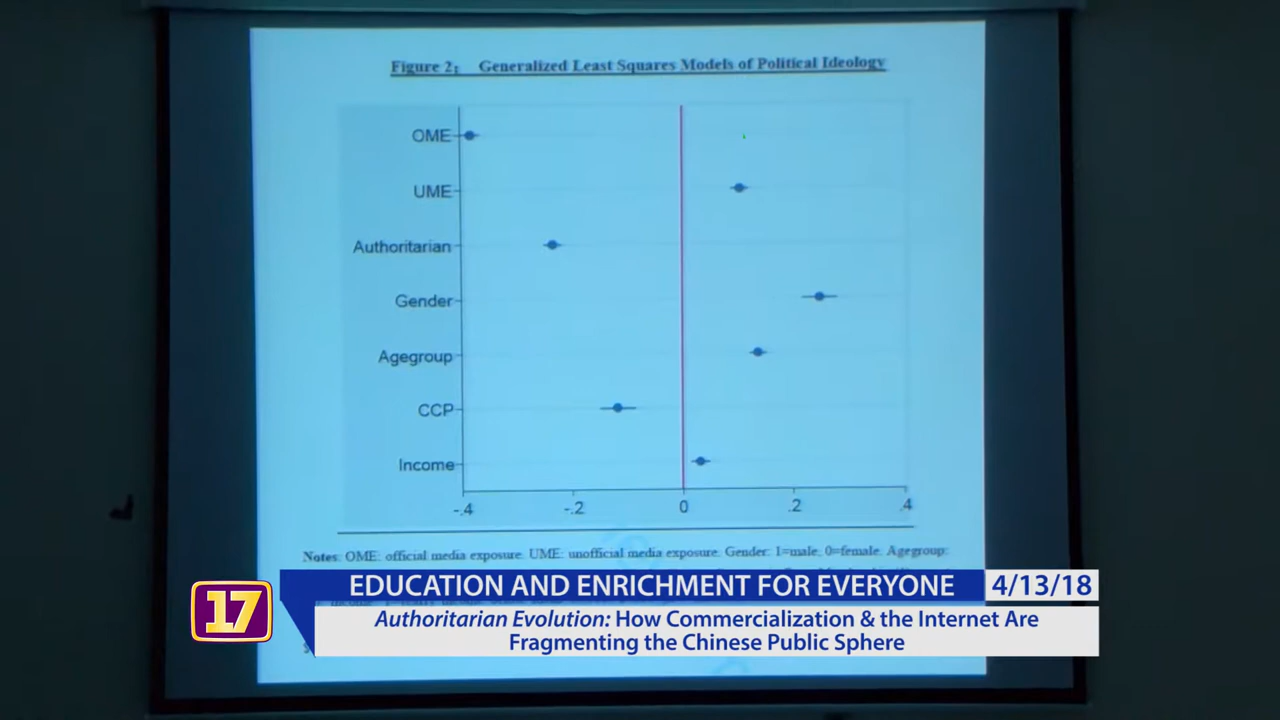 Figure 2: Generalized Least Squares Models of Political Ideology
OME
UME
Authoritarian
Gender
Agegroup
CCP
Income
-.4 -.2 0 .2 .4
Notes: OME: official media exposure. UME: unofficial media exposure. Gender: 1=male, 0=female. Agegroup:
17
EDUCATION AND ENRICHMENT FOR EVERYONE
4/13/18
Authoritarian Evolution: How Commercialization & the Internet Are
Fragmenting the Chinese Public Sphere